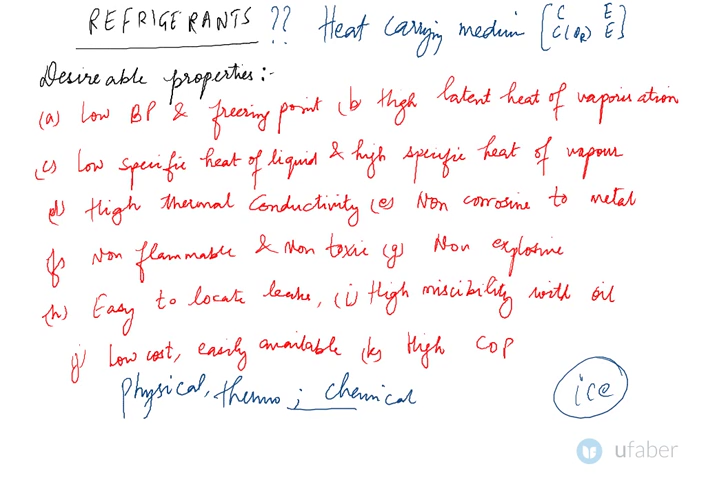 REFRIGERANTS ?? Heat carrying medium [C E
C(OR) E]
Desireable properties :-
(a) Low BP & freezing point (b) High latent heat of vaporisation
(c) Low specific heat of liquid & high specific heat of vapour
(d) High thermal conductivity (e) Non corrosive to metal
(f) Non flammable & Non toxic (g) Non explosive
(h) Easy to locate leaks, (i) High miscibility with oil
(j) Low cost, easily available (k) High COP
Physical, thermo ; chemical
ice
ufaber